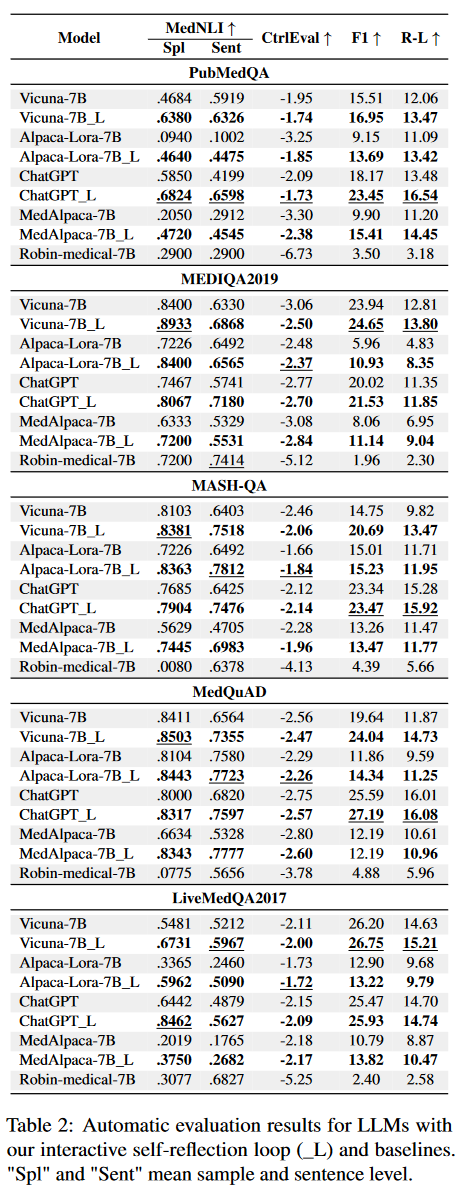 Model MedNLI ↑ CtrlEval ↑ F1 ↑ R-L ↑
Spl Sent
PubMedQA
Vicuna-7B .4684 .5919 -1.95 15.51 12.06
Vicuna-7B_L .6380 .6326 -1.74 16.95 13.47
Alpaca-Lora-7B .0940 .1002 -3.25 9.15 11.09
Alpaca-Lora-7B_L .4640 .4475 -1.85 13.69 13.42
ChatGPT .5850 .4199 -2.09 18.17 13.48
ChatGPT_L .6824 .6598 -1.73 23.45 16.54
MedAlpaca-7B .2050 .2912 -3.30 9.90 11.20
MedAlpaca-7B_L .4720 .4545 -2.38 15.41 14.45
Robin-medical-7B .2900 .2900 -6.73 3.50 3.18
MEDIQA2019
Vicuna-7B .8400 .6330 -3.06 23.94 12.81
Vicuna-7B_L .8933 .6868 -2.50 24.65 13.80
Alpaca-Lora-7B .7226 .6492 -2.48 5.96 4.83
Alpaca-Lora-7B_L .8400 .6565 -2.37 10.93 8.35
ChatGPT .7467 .5741 -2.77 20.02 11.35
ChatGPT_L .8067 .7180 -2.70 21.53 11.85
MedAlpaca-7B .6333 .5329 -3.08 8.06 6.95
MedAlpaca-7B_L .7200 .5531 -2.84 11.14 9.04
Robin-medical-7B .7200 .7414 -5.12 1.96 2.30
MASH-QA
Vicuna-7B .8103 .6403 -2.46 14.75 9.82
Vicuna-7B_L .8381 .7518 -2.06 20.69 13.47
Alpaca-Lora-7B .7226 .6492 -1.66 15.01 11.71
Alpaca-Lora-7B_L .8363 .7812 -1.84 15.23 11.95
ChatGPT .7685 .6425 -2.12 23.34 15.28
ChatGPT_L .7904 .7476 -2.14 23.47 15.92
MedAlpaca-7B .5629 .4705 -2.28 13.26 11.47
MedAlpaca-7B_L .7445 .6983 -1.96 13.47 11.77
Robin-medical-7B .0080 .6378 -4.13 4.39 5.66
MedQuAD
Vicuna-7B .8411 .6564 -2.56 19.64 11.87
Vicuna-7B_L .8503 .7355 -2.47 24.04 14.73
Alpaca-Lora-7B .8104 .7580 -2.29 11.86 9.59
Alpaca-Lora-7B_L .8443 .7723 -2.26 14.34 11.25
ChatGPT .8000 .6820 -2.75 25.59 16.01
ChatGPT_L .8317 .7597 -2.57 27.19 16.08
MedAlpaca-7B .6634 .5328 -2.80 12.19 10.61
MedAlpaca-7B_L .8343 .7777 -2.60 12.19 10.96
Robin-medical-7B .0775 .5656 -3.78 4.88 5.96
LiveMedQA2017
Vicuna-7B .5481 .5212 -2.11 26.20 14.63
Vicuna-7B_L .6731 .5967 -2.00 26.75 15.21
Alpaca-Lora-7B .3365 .2460 -1.73 12.90 9.68
Alpaca-Lora-7B_L .5962 .5090 -1.72 13.22 9.79
ChatGPT .6442 .4879 -2.15 25.47 14.70
ChatGPT_L .8462 .5627 -2.09 25.93 14.74
MedAlpaca-7B .2019 .1765 -2.18 10.79 8.87
MedAlpaca-7B_L .3750 .2682 -2.17 13.82 10.47
Robin-medical-7B .3077 .6827 -5.25 2.40 2.58
Table 2: Automatic evaluation results for LLMs with
our interactive self-reflection loop (_L) and baselines.
"Spl" and "Sent" mean sample and sentence level.